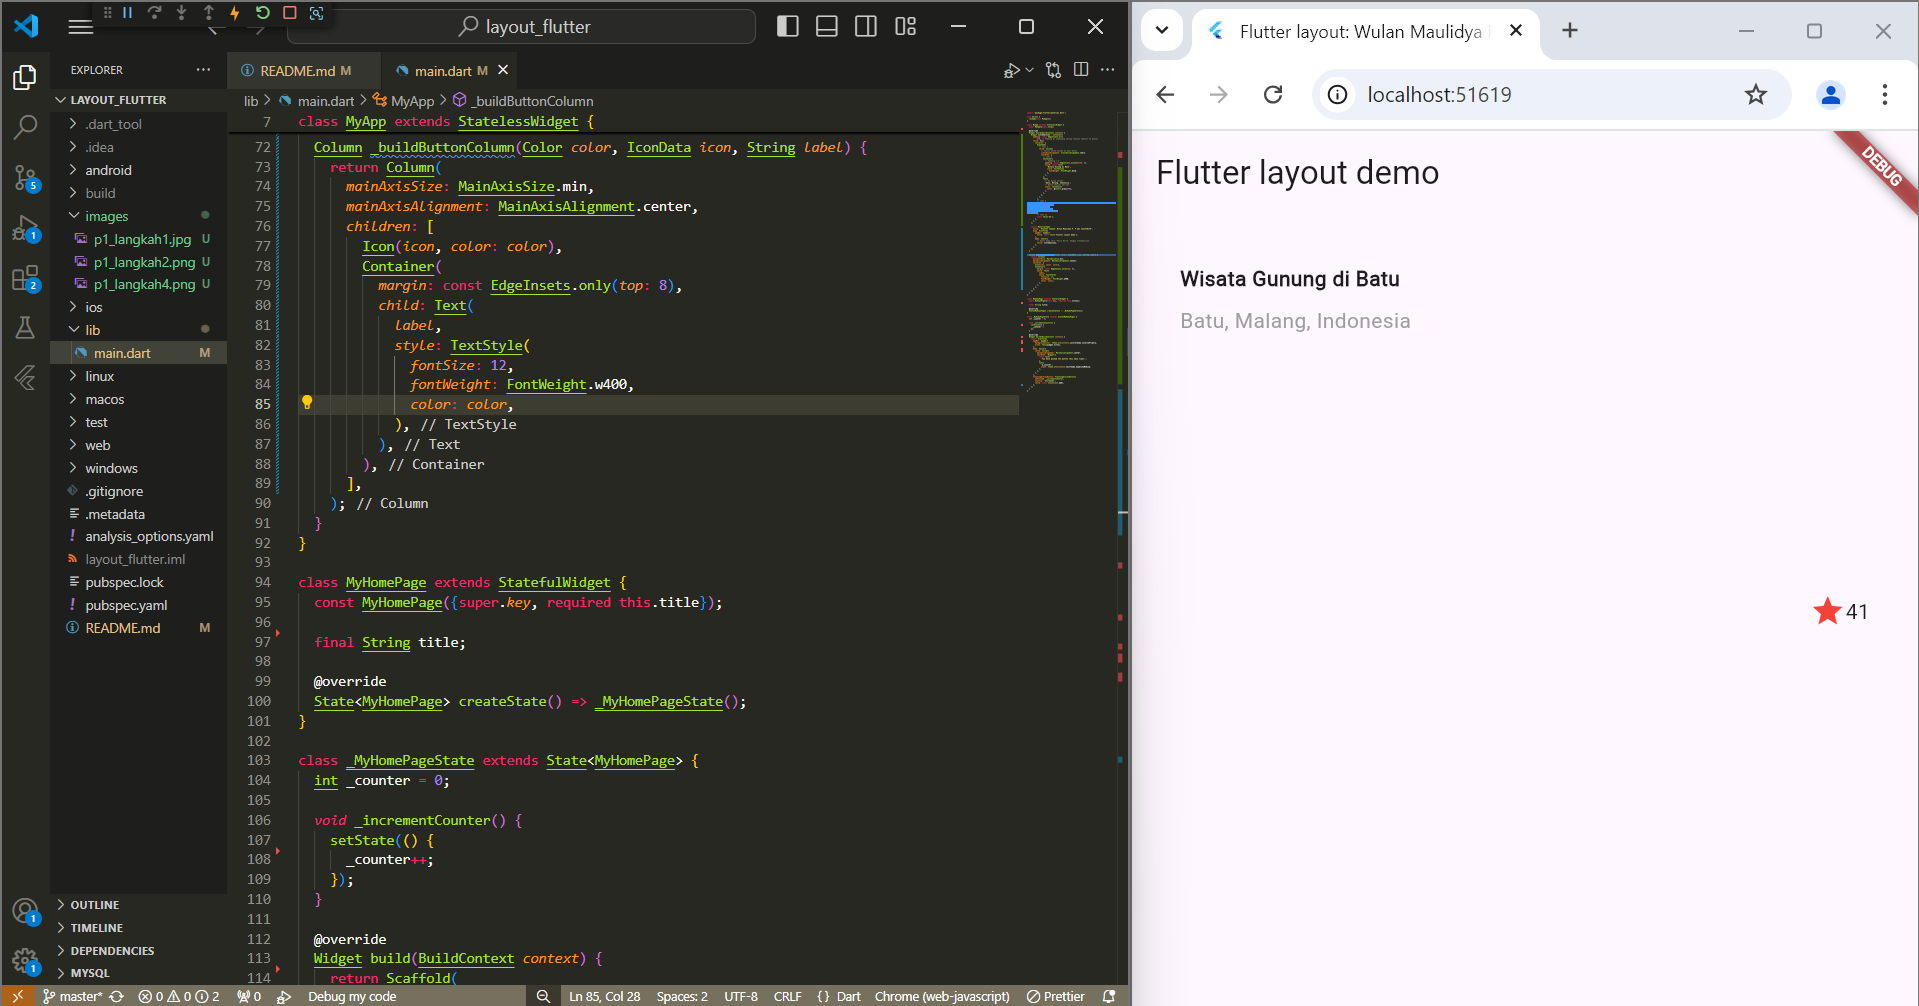 layout_flutter
EXPLORER
LAYOUT_FLUTTER
.dart_tool
.idea
android
build
images
p1_langkah1.jpg U
p1_langkah2.png U
p1_langkah4.png U
ios
lib
main.dart M
linux
macos
test
web
windows
.gitignore
.metadata
analysis_options.yaml
layout_flutter.iml
pubspec.lock
pubspec.yaml
README.md M
OUTLINE
TIMELINE
DEPENDENCIES
MYSQL
5
1
2
1
1
README.md M
main.dart M
lib > main.dart > MyApp > _buildButtonColumn
7 class MyApp extends StatelessWidget {
72 Column _buildButtonColumn(Color color, IconData icon, String label) {
73 return Column(
74 mainAxisSize: MainAxisSize.min,
75 mainAxisAlignment: MainAxisAlignment.center,
76 children: [
77 Icon(icon, color: color),
78 Container(
79 margin: const EdgeInsets.only(top: 8),
80 child: Text(
81 label,
82 style: TextStyle(
83 fontSize: 12,
84 fontWeight: FontWeight.w400,
85 color: color,
86 ), // TextStyle
87 ), // Text
88 ), // Container
89 ],
90 ); // Column
91 }
92 }
93
94 class MyHomePage extends StatefulWidget {
95 const MyHomePage({super.key, required this.title});
96
97 final String title;
98
99 @override
100 State<MyHomePage> createState() => _MyHomePageState();
101 }
102
103 class _MyHomePageState extends State<MyHomePage> {
104 int _counter = 0;
105
106 void _incrementCounter() {
107 setState(() {
108 _counter++;
109 });
110 }
111
112 @override
113 Widget build(BuildContext context) {
114 return Scaffold(
master* 0 0 2 0 Debug my code Ln 85, Col 28 Spaces: 2 UTF-8 CRLF {} Dart Chrome (web-javascript) Prettier
Flutter layout: Wulan Maulidya
localhost:51619
DEBUG
Flutter layout demo
Wisata Gunung di Batu
Batu, Malang, Indonesia
41